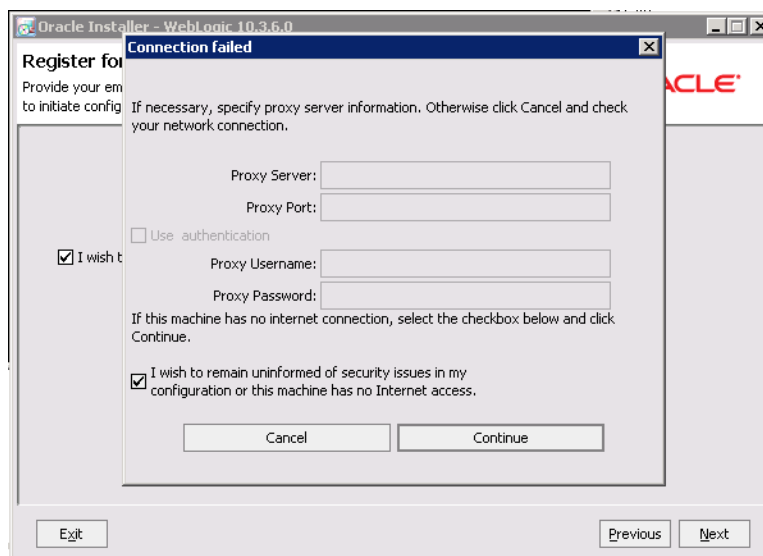 Oracle Installer - WebLogic 10.3.6.0
Connection failed
Register for
Provide your em
to initiate config
ACLE
If necessary, specify proxy server information. Otherwise click Cancel and check
your network connection.
Proxy Server:
Proxy Port:
Use authentication
I wish t
Proxy Username:
Proxy Password:
If this machine has no internet connection, select the checkbox below and click
Continue.
I wish to remain uninformed of security issues in my
configuration or this machine has no Internet access.
Cancel
Continue
Exit
Previous
Next